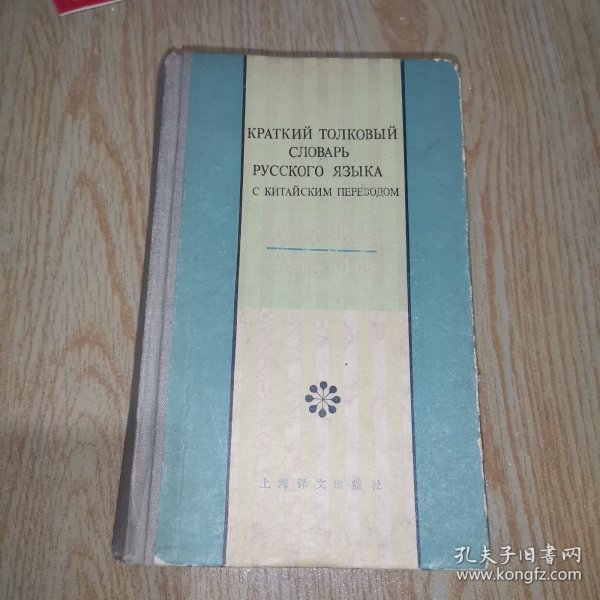 КРАТКИЙ ТОЛКОВЫЙ
СЛОВАРЬ
РУССКОГО ЯЗЫКА
С КИТАЙСКИМ ПЕРЕВОДОМ
上海译文出版社
孔夫子旧书网
www.kongfz.com